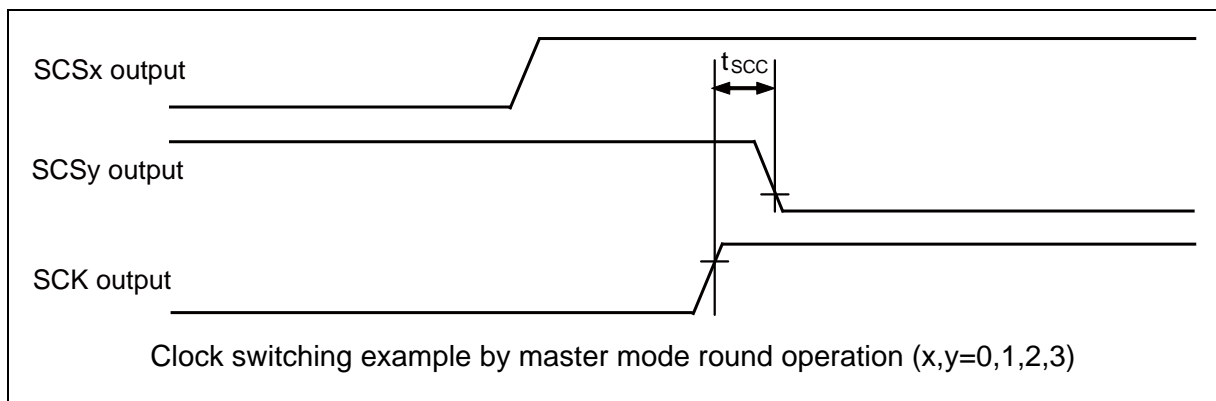 SCSx output
tSCC
SCSy output
SCK output
Clock switching example by master mode round operation (x,y=0,1,2,3)